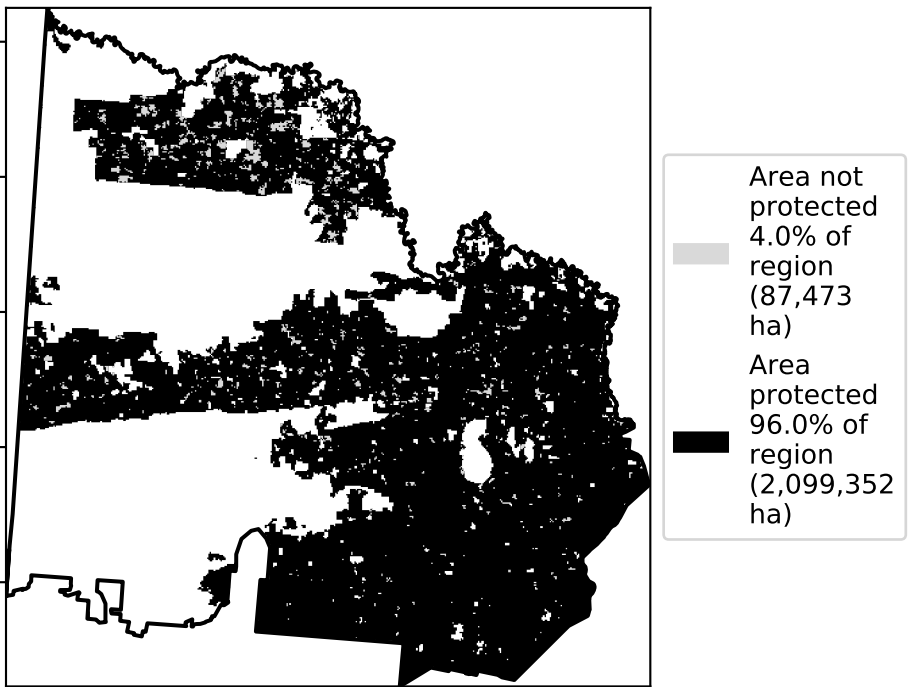 Area not
protected
4.0% of
region
(87,473
ha)
Area
protected
96.0% of
region
(2,099,352
ha)